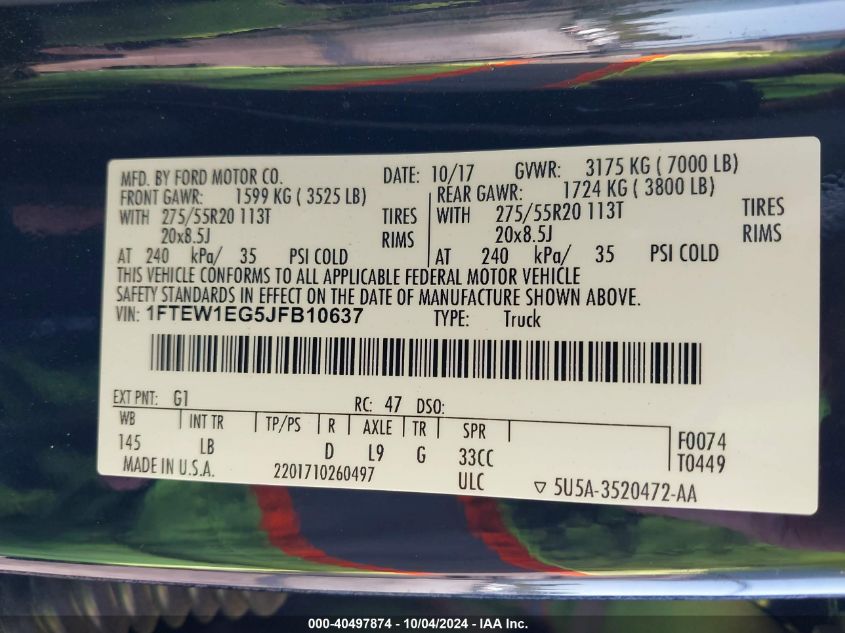 MFD. BY FORD MOTOR CO. DATE: 10/17 GVWR: 3175 KG ( 7000 LB)
FRONT GAWR: 1599 KG ( 3525 LB) REAR GAWR: 1724 KG ( 3800 LB)
WITH 275/55R20 113T TIRES WITH 275/55R20 113T TIRES
20x8.5J RIMS 20x8.5J RIMS
AT 240 kPa/ 35 PSI COLD AT 240 kPa/ 35 PSI COLD
THIS VEHICLE CONFORMS TO ALL APPLICABLE FEDERAL MOTOR VEHICLE
SAFETY STANDARDS IN EFFECT ON THE DATE OF MANUFACTURE SHOWN ABOVE.
VIN: 1FTEW1EG5JFB10637 TYPE: Truck
EXT PNT: G1 RC: 47 DSO:
WB INT TR TP/PS R AXLE TR SPR
145 LB D L9 G 33CC F0074
MADE IN U.S.A. 2201710260497 ULC T0449
▽ 5U5A-3520472-AA
000-40497874 - 10/04/2024 - IAA Inc.